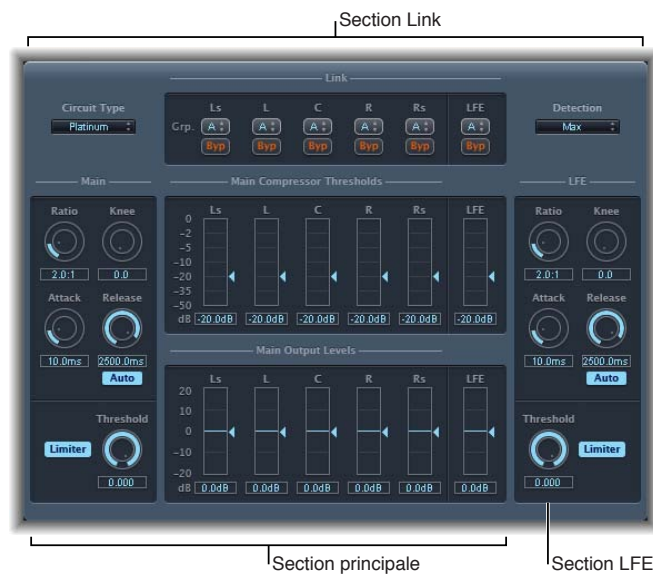 Section Link
Link
Circuit Type
Platinum
Ls L C R Rs LFE
Grp. A A A A A A
Byp Byp Byp Byp Byp Byp
Detection
Max
Main
Ratio Knee
2.0:1 0.0
Attack Release
10.0ms 2500.0ms
Auto
Threshold
Limiter
0.000
Main Compressor Thresholds
Ls L C R Rs LFE
0
-2
-5
-10
-20
-35
-50
dB -20.0dB -20.0dB -20.0dB -20.0dB -20.0dB -20.0dB
Main Output Levels
Ls L C R Rs LFE
20
10
0
-10
-20
dB 0.0dB 0.0dB 0.0dB 0.0dB 0.0dB 0.0dB
LFE
Ratio Knee
2.0:1 0.0
Attack Release
10.0ms 2500.0ms
Auto
Threshold
Limiter
0.000
Section principale
Section LFE